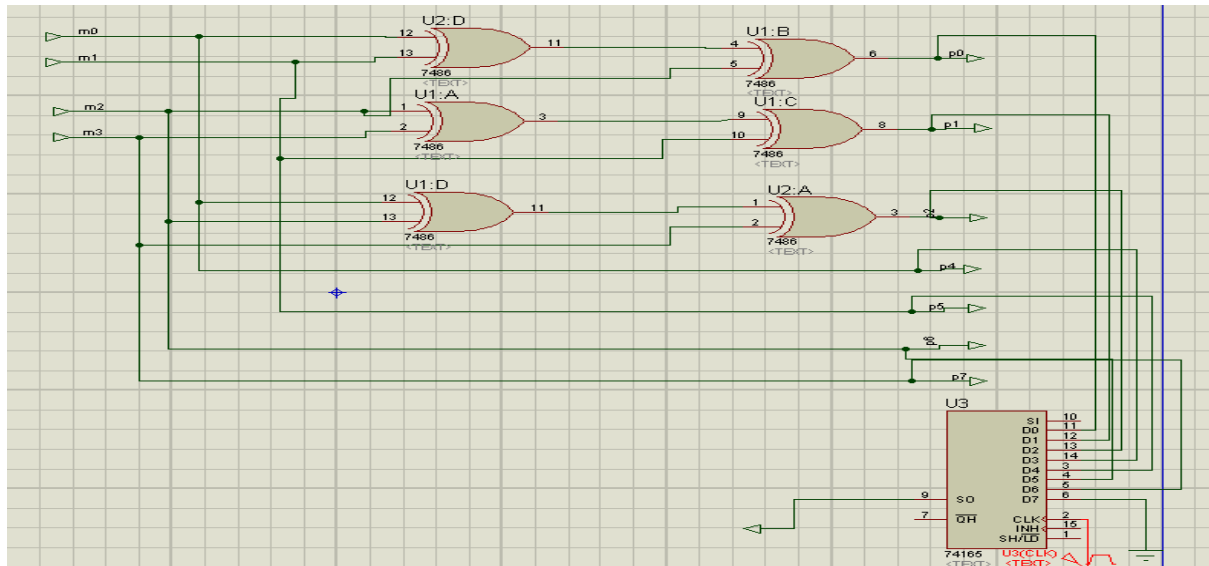 m0
m1
m2
m3
U2:D
12
13
11
7486
<TEXT>
U1:A
1
2
3
7486
<TEXT>
U1:D
12
13
11
7486
<TEXT>
U1:B
4
5
6
7486
<TEXT>
U1:C
9
10
8
7486
<TEXT>
U2:A
1
2
3
7486
<TEXT>
p0
p1
p2
p4
p5
p6
p7
U3
SI 10
D0 11
D1 12
D2 13
D3 14
D4 3
D5 4
D6 5
D7 6
9 SO
7 QH
CLK 2
INH 15
SH/LD 1
74165
<TEXT>
U3(CLK)
<TEXT>